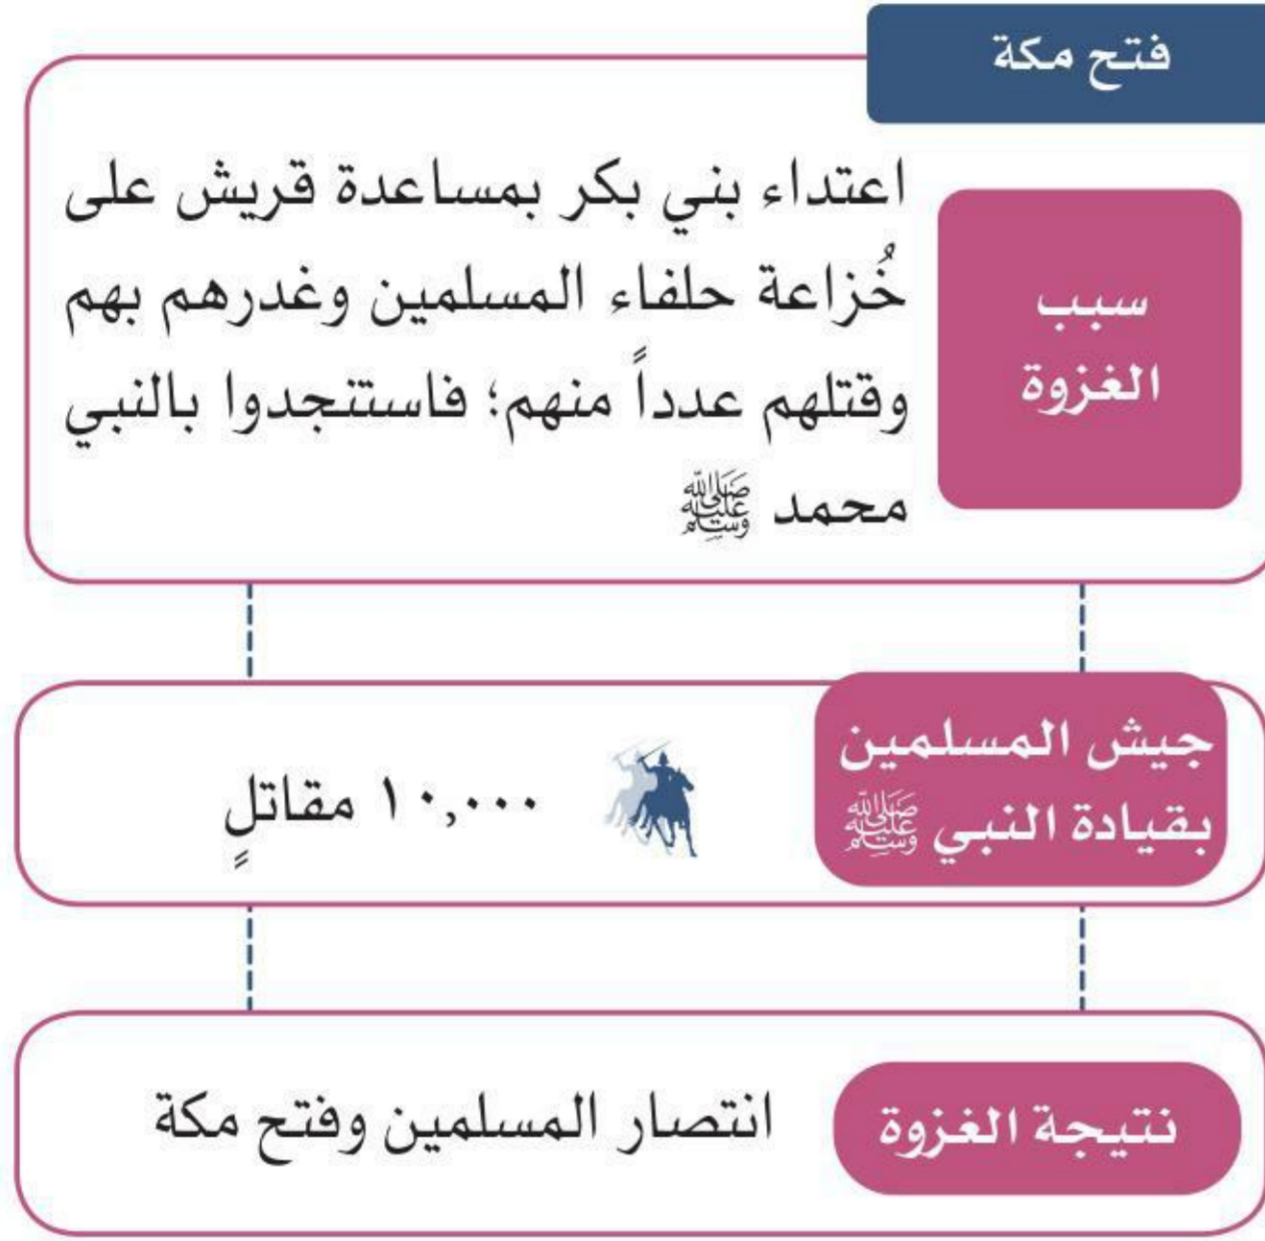 فتح مكة
سبب
الغزوة
اعتداء بني بكر بمساعدة قريش على
خُزاعة حلفاء المسلمين وغدرهم بهم
وقتلهم عدداً منهم؛ فاستنجدوا بالنبي
محمد ﷺ
جيش المسلمين
بقيادة النبي ﷺ
١٠,٠٠٠ مقاتلٍ
نتيجة الغزوة
انتصار المسلمين وفتح مكة